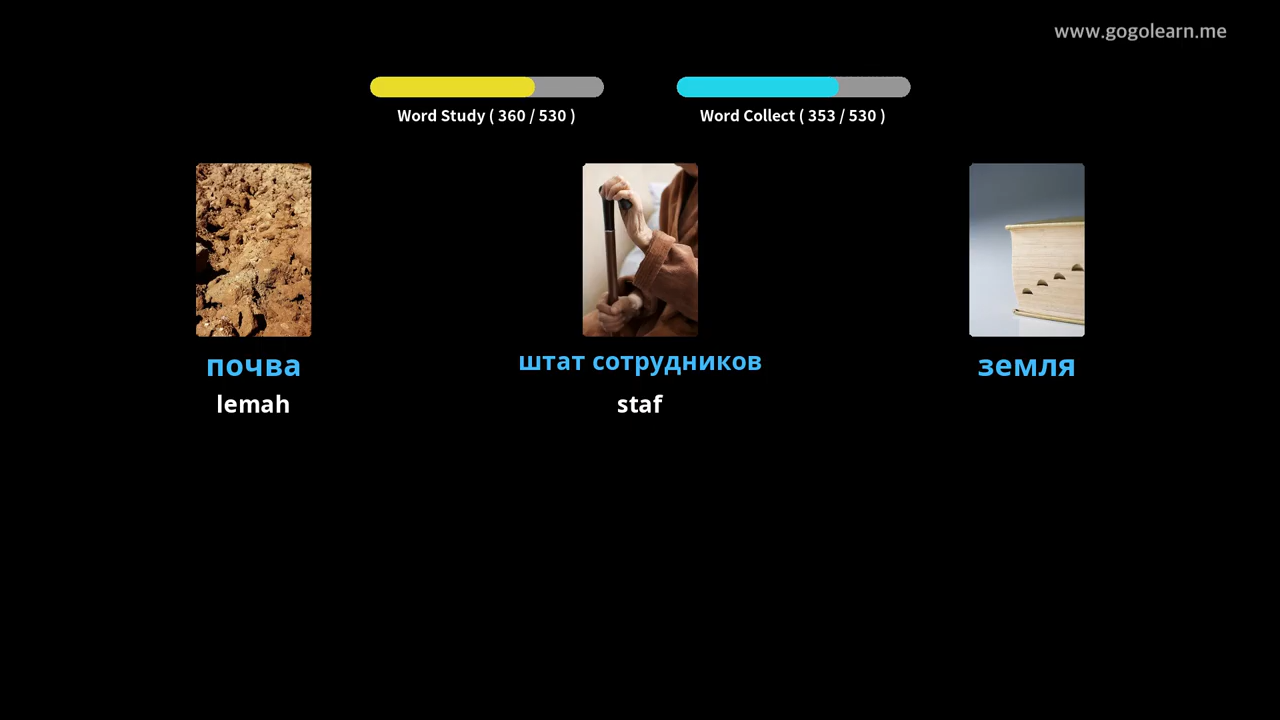 www.gogolearn.me
Word Study ( 360 / 530 )
Word Collect ( 353 / 530 )
почва
штат сотрудников
земля
lemah
staf